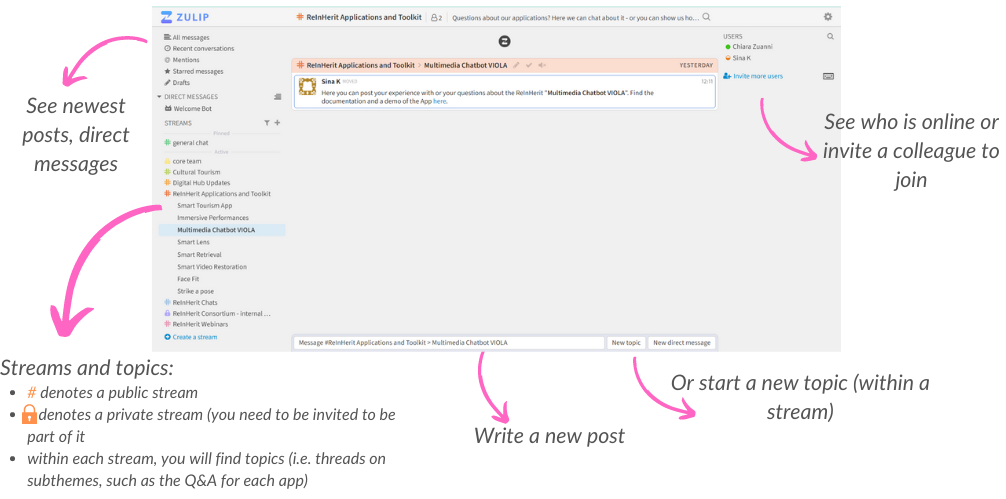 ZULIP
# ReInHerit Applications and Toolkit 2 Questions about our applications? Here we can chat about it - or you can show us ho...
All messages
Recent conversations
Mentions
Starred messages
Drafts
DIRECT MESSAGES
Welcome Bot
STREAMS
Pinned
# general chat
Active
core team
# Cultural Tourism
# Digital Hub Updates
# ReInHerit Applications and Toolkit
Smart Tourism App
Immersive Performances
Multimedia Chatbot VIOLA
Smart Lens
Smart Retrieval
Smart Video Restoration
Face Fit
Strike a pose
# ReInHerit Chats
ReInHerit Consortium - internal ...
# ReInHerit Webinars
Create a stream
# ReInHerit Applications and Toolkit > Multimedia Chatbot VIOLA YESTERDAY
Sina K
Here you can post your experience with or your questions about the ReInHerit "Multimedia Chatbot VIOLA". Find the
documentation and a demo of the App here.
Message #ReInHerit Applications and Toolkit > Multimedia Chatbot VIOLA
New topic
New direct message
USERS
Chiara Zuanni
Sina K
Invite more users
See newest
posts, direct
messages
See who is online or
invite a colleague to
join
Streams and topics:
• # denotes a public stream
• denotes a private stream (you need to be invited to be
part of it
• within each stream, you will find topics (i.e. threads on
subthemes, such as the Q&A for each app)
Write a new post
Or start a new topic (within a
stream)